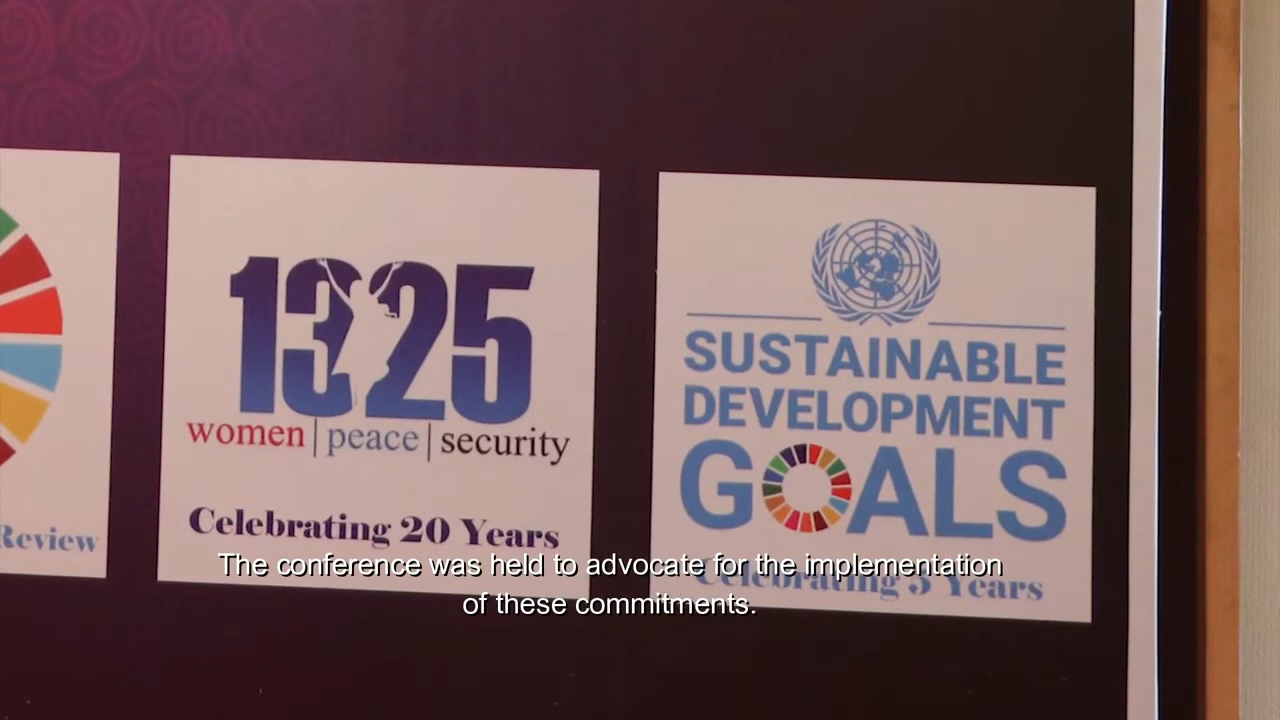 1325
women | peace | security
Celebrating 20 Years
SUSTAINABLE
DEVELOPMENT
GOALS
Celebrating 5 Years
Review
The conference was held to advocate for the implementation
of these commitments.